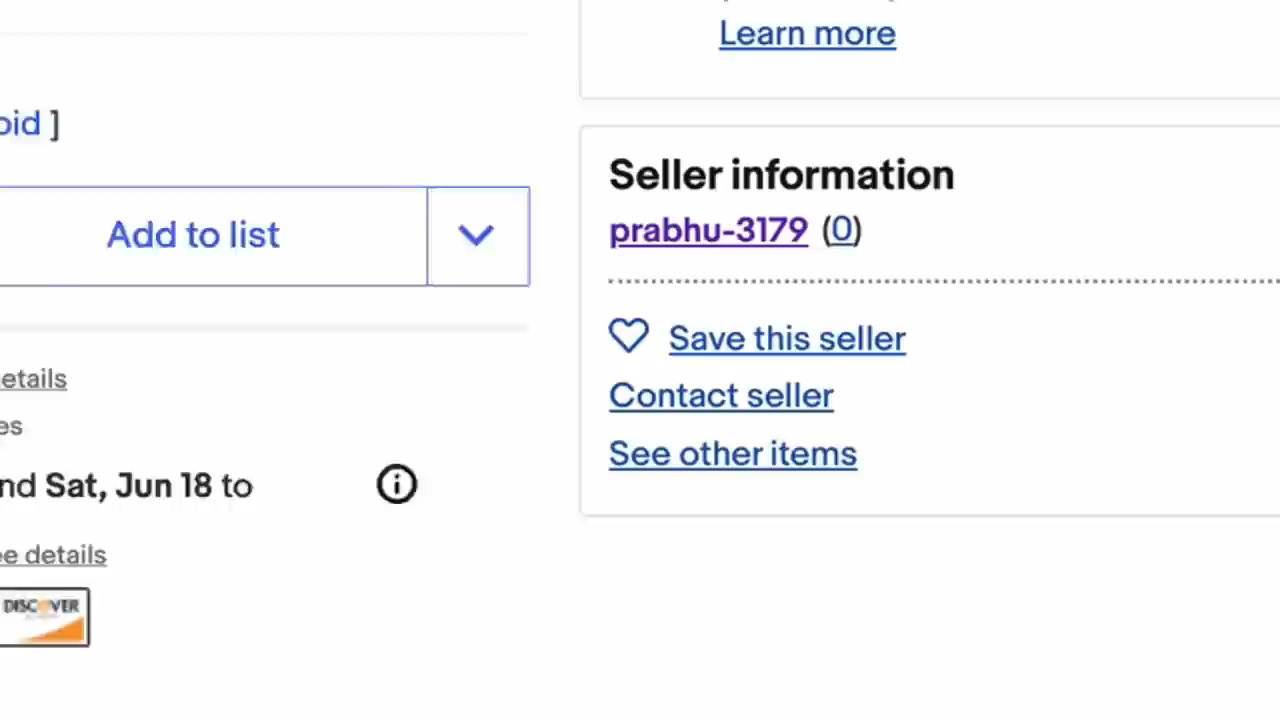 Learn more
oid ]
Add to list
Seller information
prabhu-3179 (0)
Save this seller
Contact seller
See other items
etails
es
nd Sat, Jun 18 to
ee details
DISCOVER